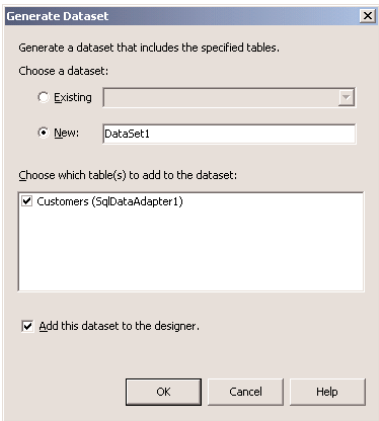 Generate Dataset
Generate a dataset that includes the specified tables.
Choose a dataset:
Existing
New: DataSet1
Choose which table(s) to add to the dataset:
Customers (SqlDataAdapter1)
Add this dataset to the designer.
OK Cancel Help